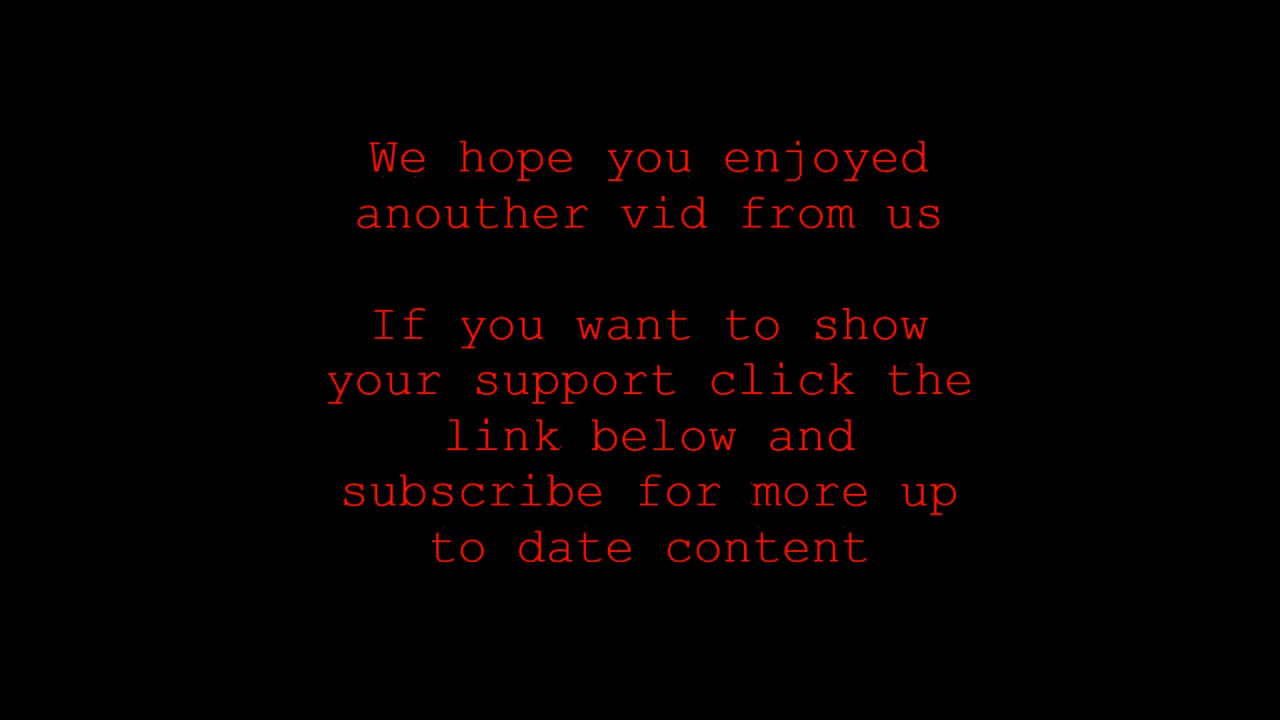 We hope you enjoyed
anouther vid from us
If you want to show
your support click the
link below and
subscribe for more up
to date content